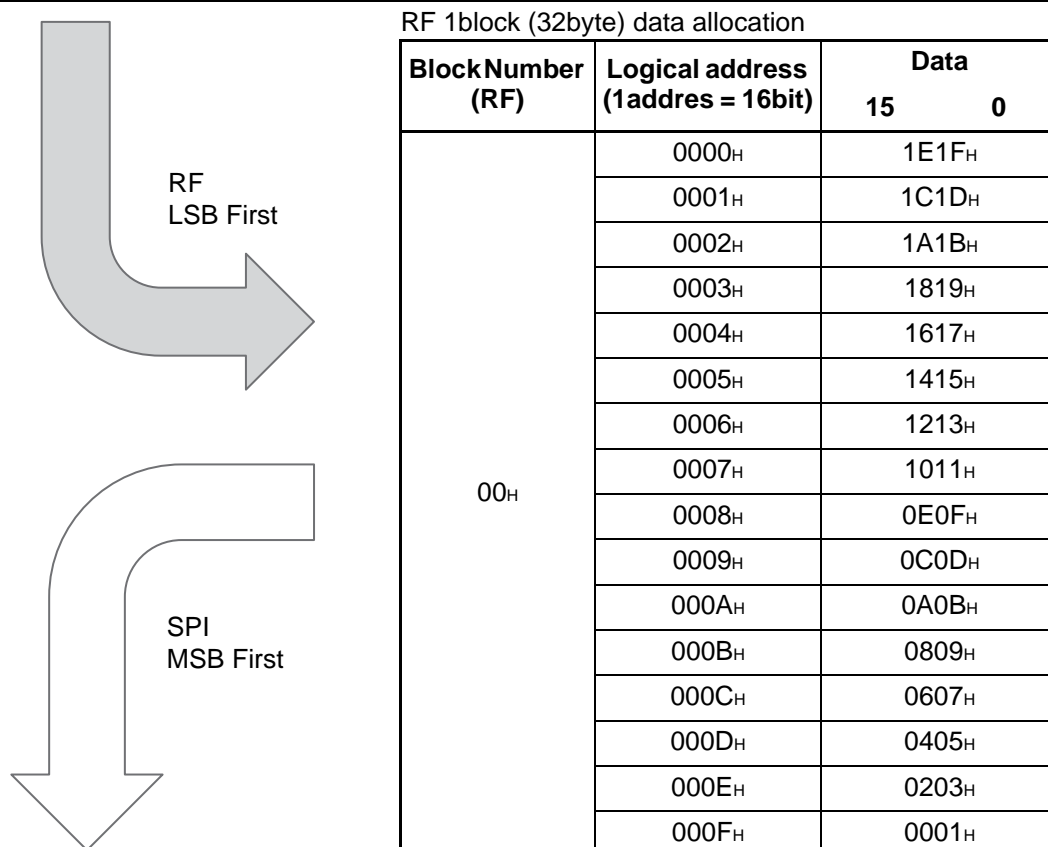 RF 1block (32byte) data allocation
Block Number (RF) Logical address (1addres = 16bit) Data
15 0
RF
LSB First
SPI
MSB First
00H
0000H 1E1FH
0001H 1C1DH
0002H 1A1BH
0003H 1819H
0004H 1617H
0005H 1415H
0006H 1213H
0007H 1011H
0008H 0E0FH
0009H 0C0DH
000AH 0A0BH
000BH 0809H
000CH 0607H
000DH 0405H
000EH 0203H
000FH 0001H